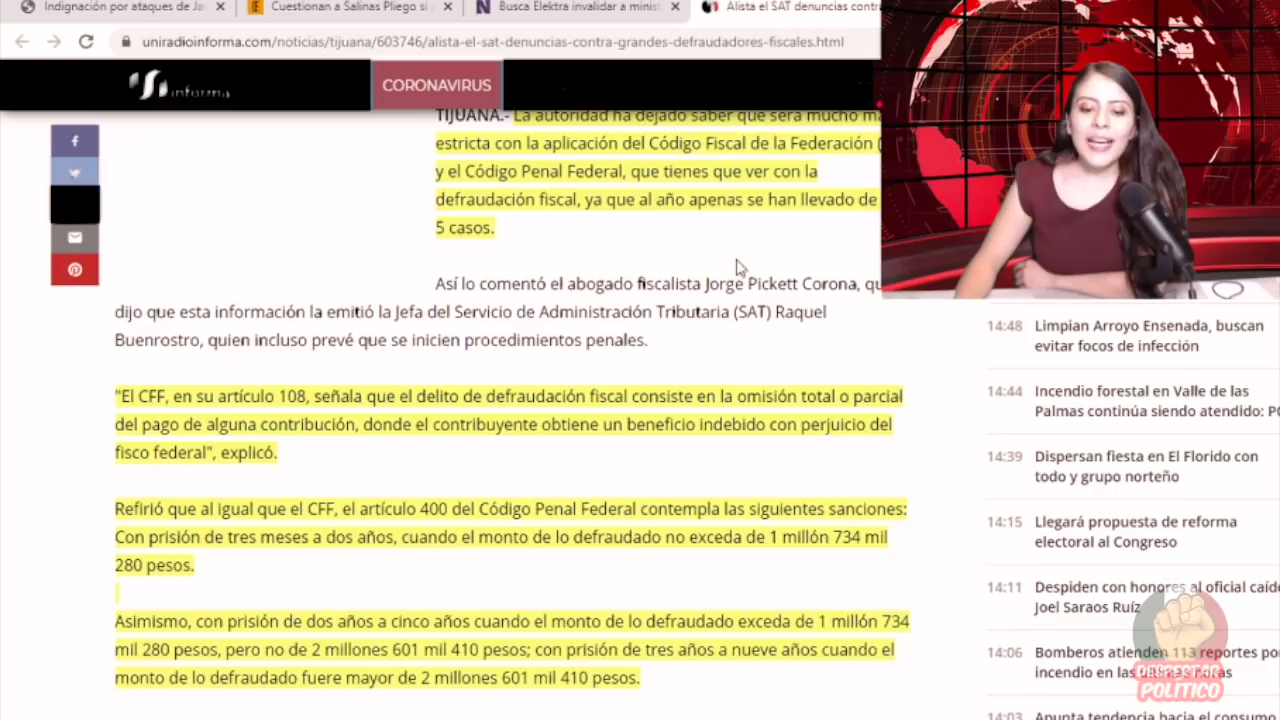 Indignación por ataques de Ja
Cuestionan a Salinas Pliego si
Busca Elektra invalidar a minist
Alista el SAT denuncias contra
uniradioinforma.com/noticias/tijuana/603746/alista-el-sat-denuncias-contra-grandes-defraudadores-fiscales.html
informa
CORONAVIRUS
TIJUANA.- La autoridad ha dejado saber que será mucho má
estricta con la aplicación del Código Fiscal de la Federación (
y el Código Penal Federal, que tienes que ver con la
defraudación fiscal, ya que al año apenas se han llevado de
5 casos.
Así lo comentó el abogado fiscalista Jorge Pickett Corona, qu
dijo que esta información la emitió la Jefa del Servicio de Administración Tributaria (SAT) Raquel
Buenrostro, quien incluso prevé que se inicien procedimientos penales.
"El CFF, en su artículo 108, señala que el delito de defraudación fiscal consiste en la omisión total o parcial
del pago de alguna contribución, donde el contribuyente obtiene un beneficio indebido con perjuicio del
fisco federal", explicó.
Refirió que al igual que el CFF, el artículo 400 del Código Penal Federal contempla las siguientes sanciones:
Con prisión de tres meses a dos años, cuando el monto de lo defraudado no exceda de 1 millón 734 mil
280 pesos.
Asimismo, con prisión de dos años a cinco años cuando el monto de lo defraudado exceda de 1 millón 734
mil 280 pesos, pero no de 2 millones 601 mil 410 pesos; con prisión de tres años a nueve años cuando el
monto de lo defraudado fuere mayor de 2 millones 601 mil 410 pesos.
14:48 Limpian Arroyo Ensenada, buscan
evitar focos de infección
14:44 Incendio forestal en Valle de las
Palmas continúa siendo atendido: P
14:39 Dispersan fiesta en El Florido con
todo y grupo norteño
14:15 Llegará propuesta de reforma
electoral al Congreso
14:11 Despiden con honores al oficial caído
Joel Saraos Ruíz
14:06 Bomberos atienden 113 reportes po
incendio en las últimas horas
14:03 Apunta tendencia hacia el consumo
DESPERTAR
POLÍTICO